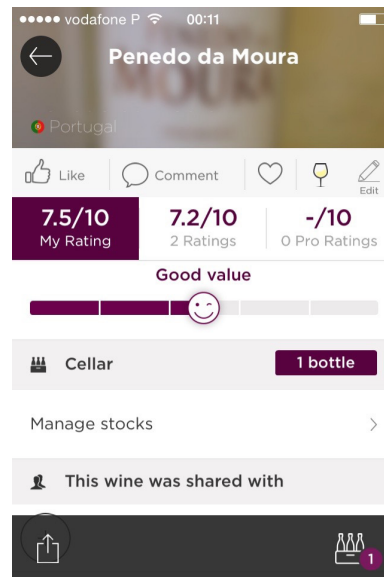 vodafone P 00:11
Penedo da Moura
MOURA
Portugal
Like Comment Edit
7.5/10 7.2/10 -/10
My Rating 2 Ratings 0 Pro Ratings
Good value
Cellar 1 bottle
Manage stocks
This wine was shared with
1